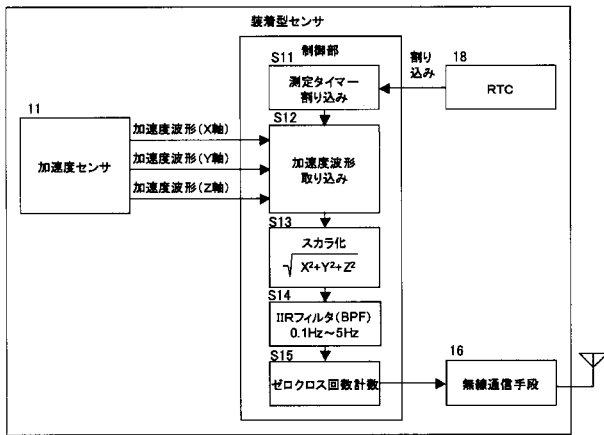 装着型センサ
制御部
S11
測定タイマー
割り込み
割り
込み
18
RTC
11
加速度センサ
加速度波形(X軸)
加速度波形(Y軸)
加速度波形(Z軸)
S12
加速度波形
取り込み
S13
スカラ化
√X²+Y²+Z²
S14
IIRフィルタ(BPF)
0.1Hz～5Hz
S15
ゼロクロス回数計数
16
無線通信手段